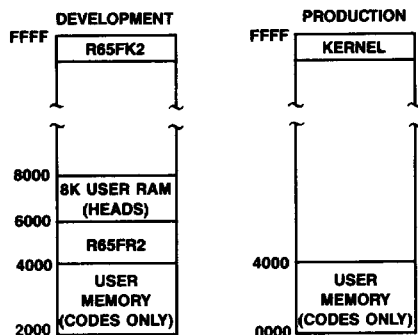 DEVELOPMENT
FFFF
R65FK2
8000
8K USER RAM
(HEADS)
6000
R65FR2
4000
USER
MEMORY
(CODES ONLY)
2000
PRODUCTION
FFFF
KERNEL
4000
USER
MEMORY
(CODES ONLY)
0000